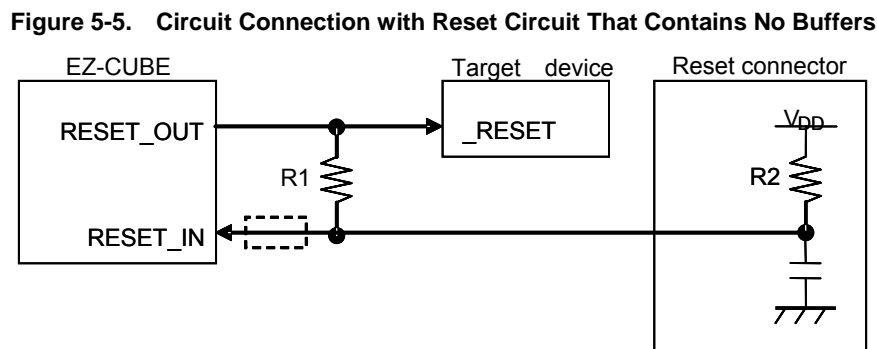 Figure 5-5. Circuit Connection with Reset Circuit That Contains No Buffers
EZ-CUBE
Target device
Reset connector
RESET_OUT
_RESET
VDD
R1
R2
RESET_IN